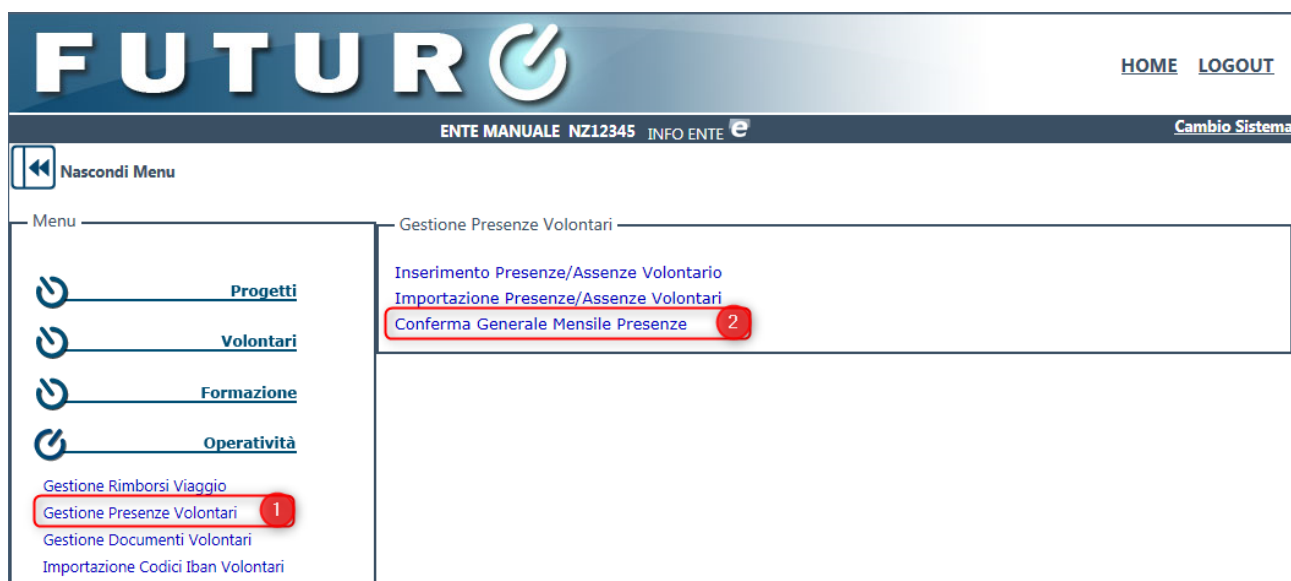 FUTURO
HOME LOGOUT
ENTE MANUALE NZ12345 INFO ENTE e
Cambio Sistema
Nascondi Menu
Menu
Progetti
Volontari
Formazione
Operatività
Gestione Rimborsi Viaggio
Gestione Presenze Volontari 1
Gestione Documenti Volontari
Importazione Codici Iban Volontari
Gestione Presenze Volontari
Inserimento Presenze/Assenze Volontario
Importazione Presenze/Assenze Volontari
Conferma Generale Mensile Presenze 2